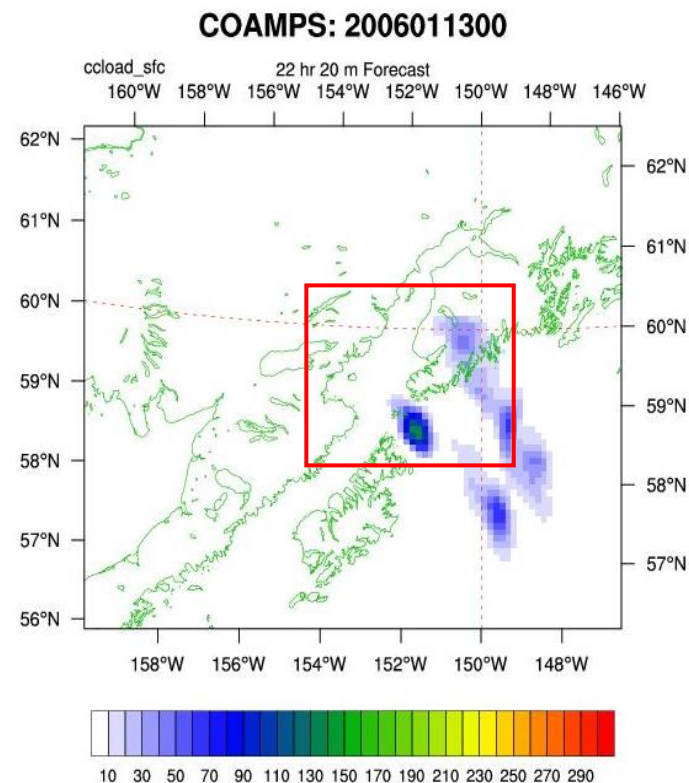 COAMPS: 2006011300
ccload_sfc
22 hr 20 m Forecast
160°W 158°W 156°W 154°W 152°W 150°W 148°W 146°W
62°N 62°N
61°N 61°N
60°N 60°N
59°N 59°N
58°N 58°N
57°N 57°N
56°N
158°W 156°W 154°W 152°W 150°W 148°W
10 30 50 70 90 110 130 150 170 190 210 230 250 270 290